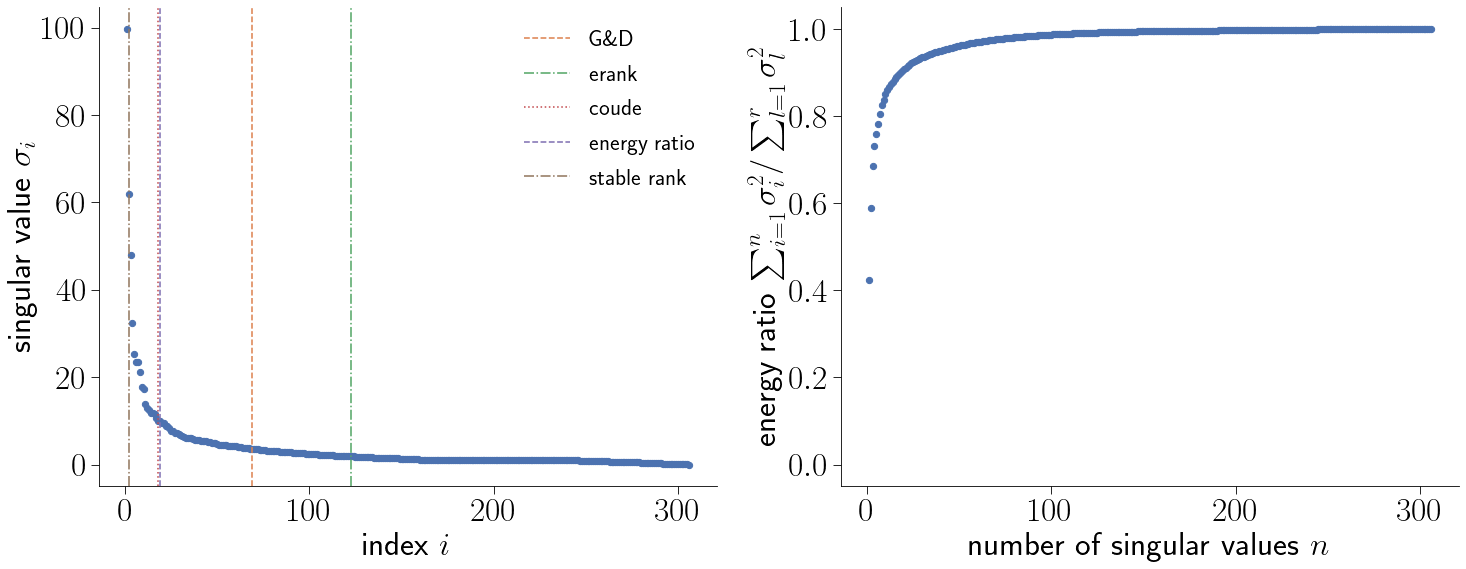 100
80
60
40
20
0
singular value σ_i
0 100 200 300
index i
G&D
erank
coude
energy ratio
stable rank
1.0
0.8
0.6
0.4
0.2
0.0
energy ratio ∑_{i=1}^{n} σ_i^2 / ∑_{l=1}^{r} σ_l^2
0 100 200 300
number of singular values n